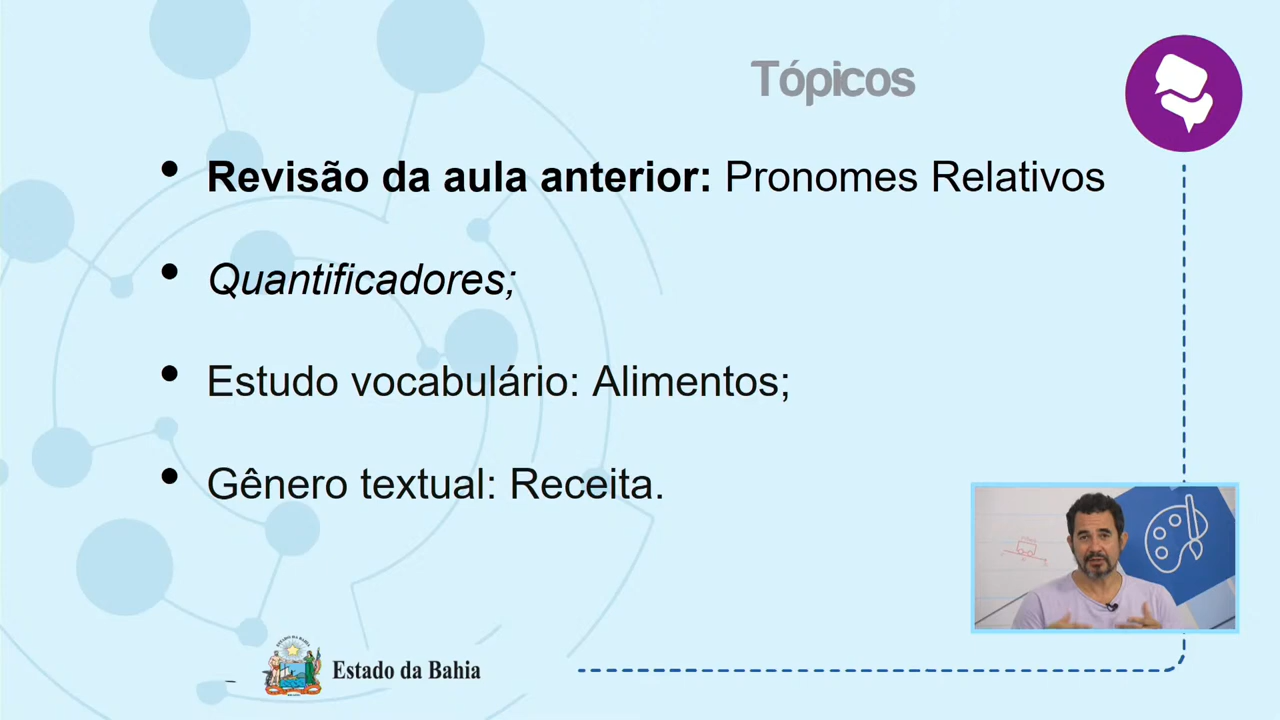 Tópicos
• Revisão da aula anterior: Pronomes Relativos
• Quantificadores;
• Estudo vocabulário: Alimentos;
• Gênero textual: Receita.
Estado da Bahia